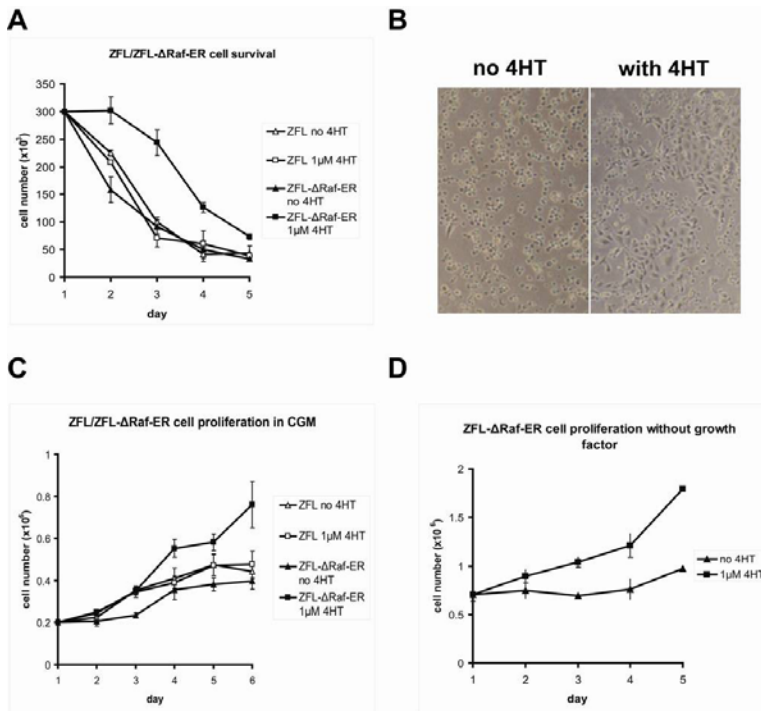 A
ZFL/ZFL-ΔRaf-ER cell survival
350
300
250
200
150
100
50
0
cell number (x10³)
1 2 3 4 5
day
ZFL no 4HT
ZFL 1µM 4HT
ZFL-ΔRaf-ER
no 4HT
ZFL-ΔRaf-ER
1µM 4HT
B
no 4HT
with 4HT
C
ZFL/ZFL-ΔRaf-ER cell proliferation in CGM
1
0.8
0.6
0.4
0.2
0
cell number (x10⁶)
1 2 3 4 5 6
day
ZFL no 4HT
ZFL 1µM 4HT
ZFL-ΔRaf-ER
no 4HT
ZFL-ΔRaf-ER
1µM 4HT
D
ZFL-ΔRaf-ER cell proliferation without growth
factor
2
1.5
1
0.5
0
cell number (x10⁻⁶)
1 2 3 4 5
day
no 4HT
1µM 4HT